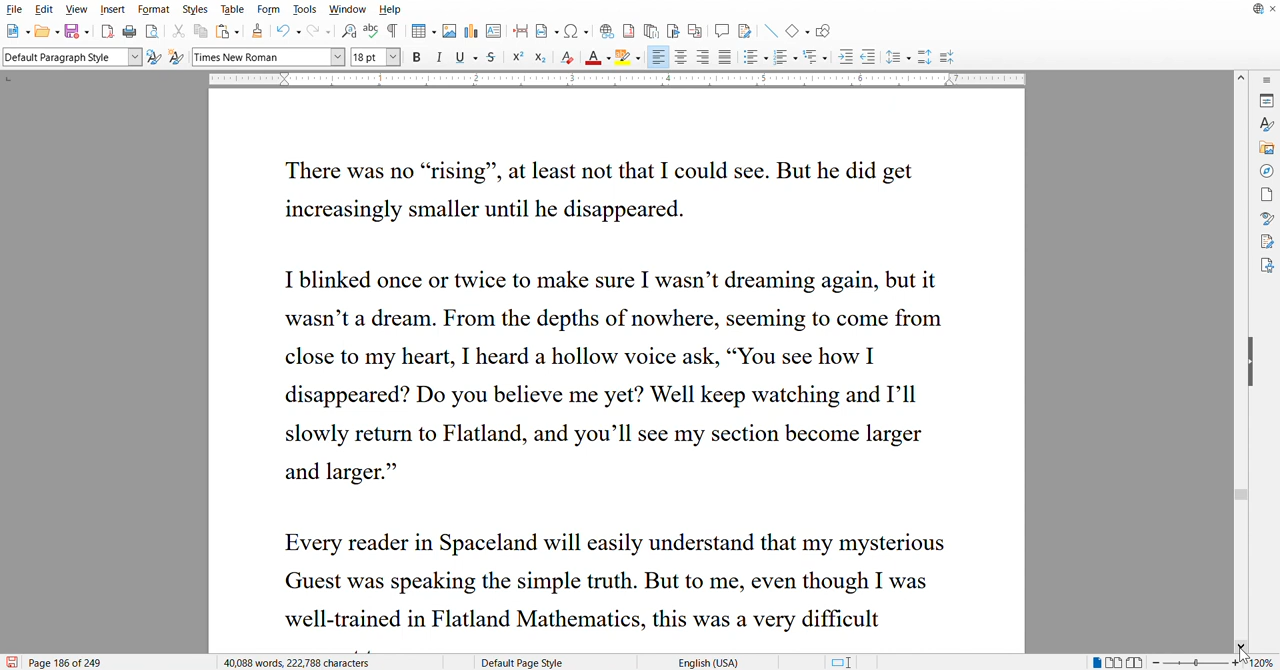 File Edit View Insert Format Styles Table Form Tools Window Help
Default Paragraph Style Times New Roman 18 pt
1 2 3 4 5 6 7
There was no “rising”, at least not that I could see. But he did get
increasingly smaller until he disappeared.
I blinked once or twice to make sure I wasn’t dreaming again, but it
wasn’t a dream. From the depths of nowhere, seeming to come from
close to my heart, I heard a hollow voice ask, “You see how I
disappeared? Do you believe me yet? Well keep watching and I’ll
slowly return to Flatland, and you’ll see my section become larger
and larger.”
Every reader in Spaceland will easily understand that my mysterious
Guest was speaking the simple truth. But to me, even though I was
well-trained in Flatland Mathematics, this was a very difficult
Page 186 of 249 40,088 words, 222,788 characters Default Page Style English (USA) 120%